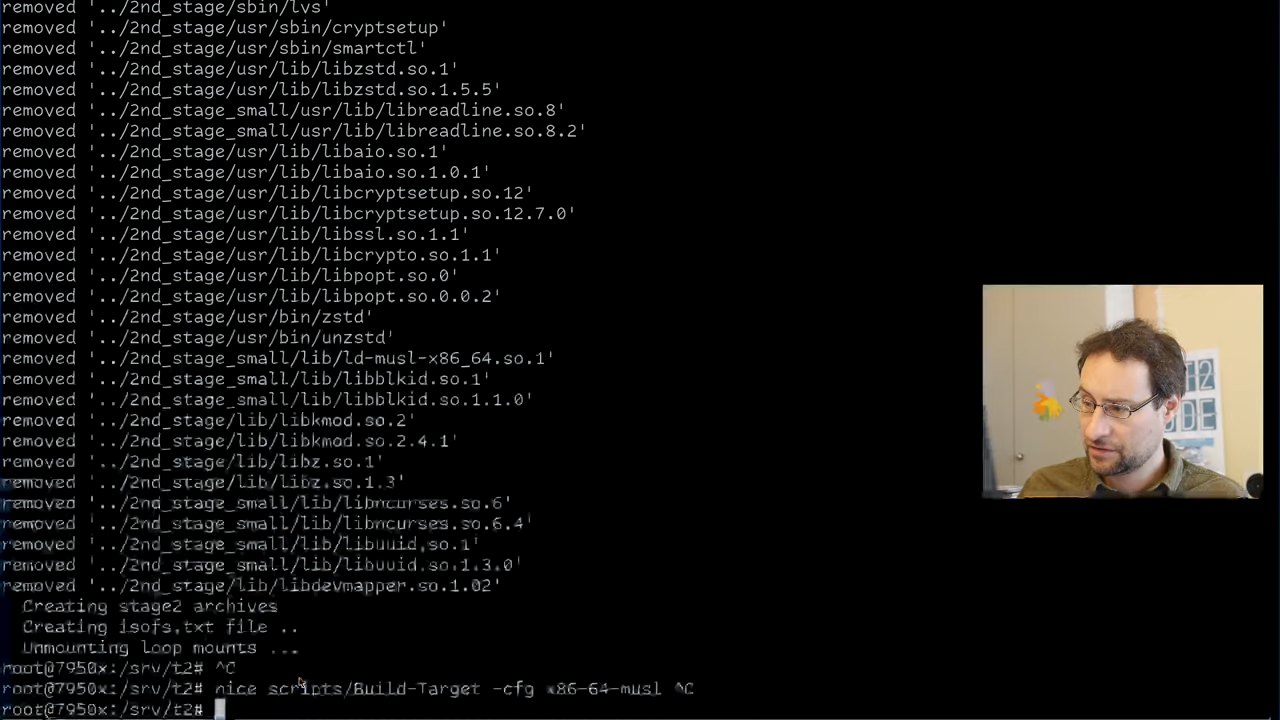 removed '../2nd_stage/sbin/lvs'
removed '../2nd_stage/usr/sbin/cryptsetup'
removed '../2nd_stage/usr/sbin/smartctl'
removed '../2nd_stage/usr/lib/libzstd.so.1'
removed '../2nd_stage/usr/lib/libzstd.so.1.5.5'
removed '../2nd_stage_small/usr/lib/libreadline.so.8'
removed '../2nd_stage_small/usr/lib/libreadline.so.8.2'
removed '../2nd_stage/usr/lib/libaio.so.1'
removed '../2nd_stage/usr/lib/libaio.so.1.0.1'
removed '../2nd_stage/usr/lib/libcryptsetup.so.12'
removed '../2nd_stage/usr/lib/libcryptsetup.so.12.7.0'
removed '../2nd_stage/usr/lib/libssl.so.1.1'
removed '../2nd_stage/usr/lib/libcrypto.so.1.1'
removed '../2nd_stage/usr/lib/libpopt.so.0'
removed '../2nd_stage/usr/lib/libpopt.so.0.0.2'
removed '../2nd_stage/usr/bin/zstd'
removed '../2nd_stage/usr/bin/unzstd'
removed '../2nd_stage_small/lib/ld-musl-x86_64.so.1'
removed '../2nd_stage_small/lib/libblkid.so.1'
removed '../2nd_stage_small/lib/libblkid.so.1.1.0'
removed '../2nd_stage/lib/libkmod.so.2'
removed '../2nd_stage/lib/libkmod.so.2.4.1'
removed '../2nd_stage/lib/libz.so.1'
removed '../2nd_stage/lib/libz.so.1.3'
removed '../2nd_stage_small/lib/libncurses.so.6'
removed '../2nd_stage_small/lib/libncurses.so.6.4'
removed '../2nd_stage_small/lib/libuuid.so.1'
removed '../2nd_stage_small/lib/libuuid.so.1.3.0'
removed '../2nd_stage/lib/libdevmapper.so.1.02'
Creating stage2 archives
Creating isofs.txt file ..
Unmounting loop mounts ...
root@7950x:/srv/t2# ^C
root@7950x:/srv/t2# nice scripts/Build-Target -cfg x86-64-musl ^C
root@7950x:/srv/t2#